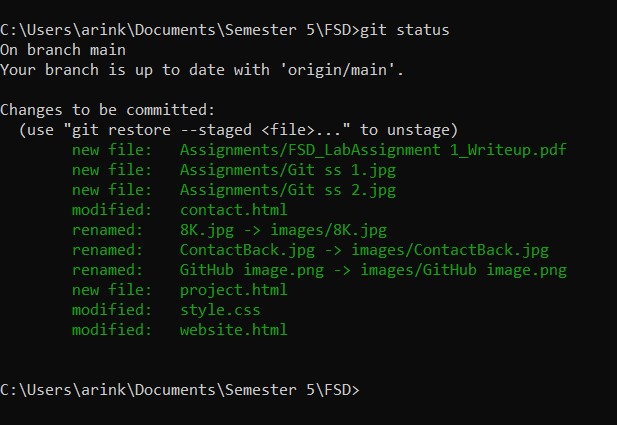 C:\Users\arink\Documents\Semester 5\FSD>git status
On branch main
Your branch is up to date with 'origin/main'.
Changes to be committed:
  (use "git restore --staged <file>..." to unstage)
        new file:   Assignments/FSD_LabAssignment 1_Writeup.pdf
        new file:   Assignments/Git ss 1.jpg
        new file:   Assignments/Git ss 2.jpg
        modified:   contact.html
        renamed:    8K.jpg -> images/8K.jpg
        renamed:    ContactBack.jpg -> images/ContactBack.jpg
        renamed:    GitHub image.png -> images/GitHub image.png
        new file:   project.html
        modified:   style.css
        modified:   website.html
C:\Users\arink\Documents\Semester 5\FSD>